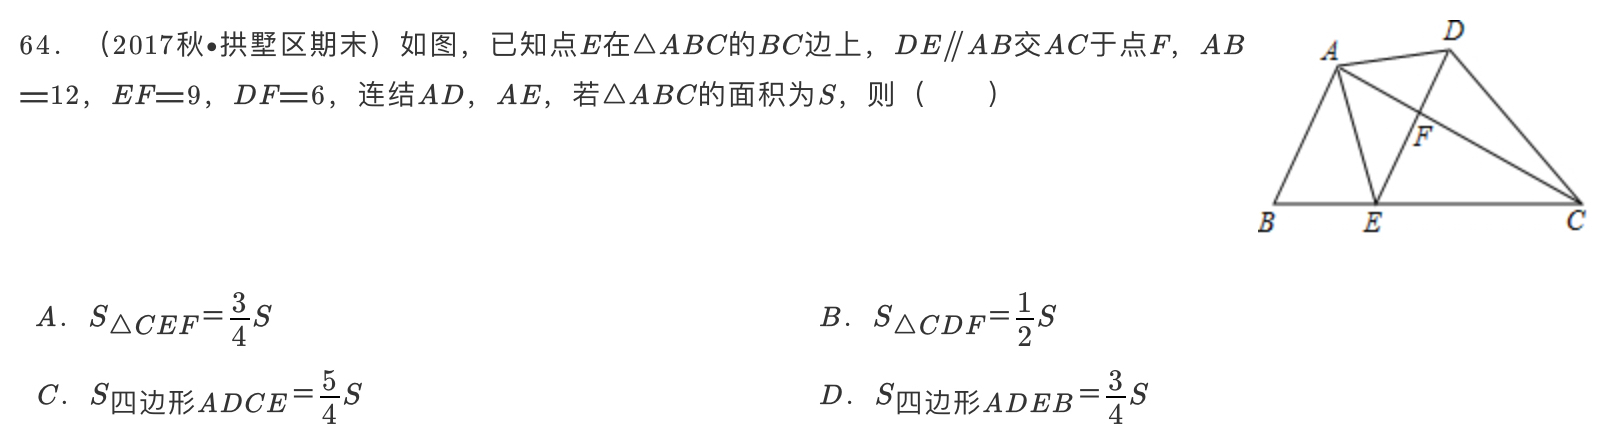 64. （2017秋•拱墅区期末）如图，已知点E在△ABC的BC边上，DE∥AB交AC于点F，AB
=12，EF=9，DF=6，连结AD，AE，若△ABC的面积为S，则（　　）
A
D
F
B
E
C
A. S△CEF=3/4S
B. S△CDF=1/2S
C. S四边形ADCE=5/4S
D. S四边形ADEB=3/4S